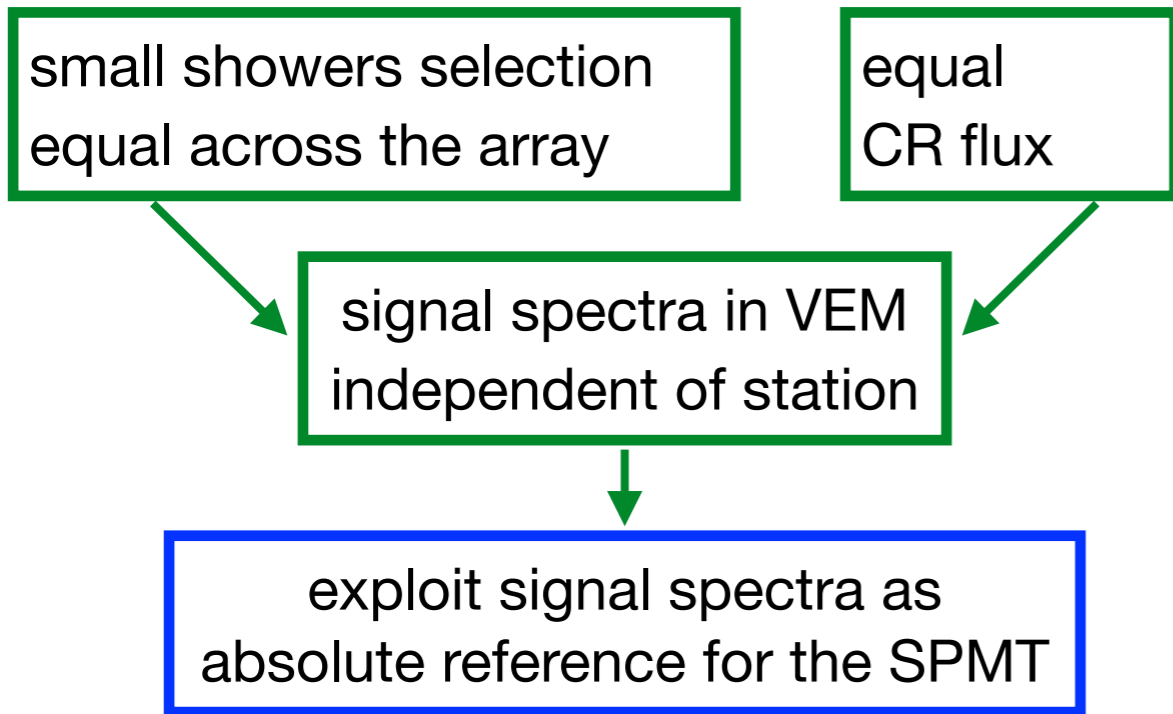 small showers selection
equal across the array
equal
CR flux
signal spectra in VEM
independent of station
exploit signal spectra as
absolute reference for the SPMT